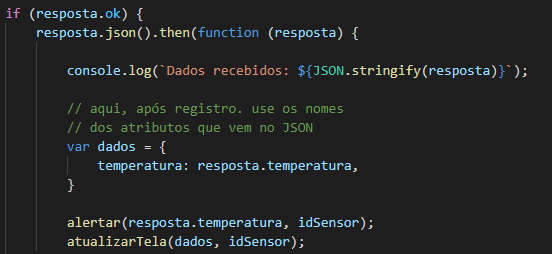 if (resposta.ok) {
resposta.json().then(function (resposta) {
console.log(`Dados recebidos: ${JSON.stringify(resposta)}`);
// aqui, após registro. use os nomes
// dos atributos que vem no JSON
var dados = {
temperatura: resposta.temperatura,
}
alertar(resposta.temperatura, idSensor);
atualizarTela(dados, idSensor);